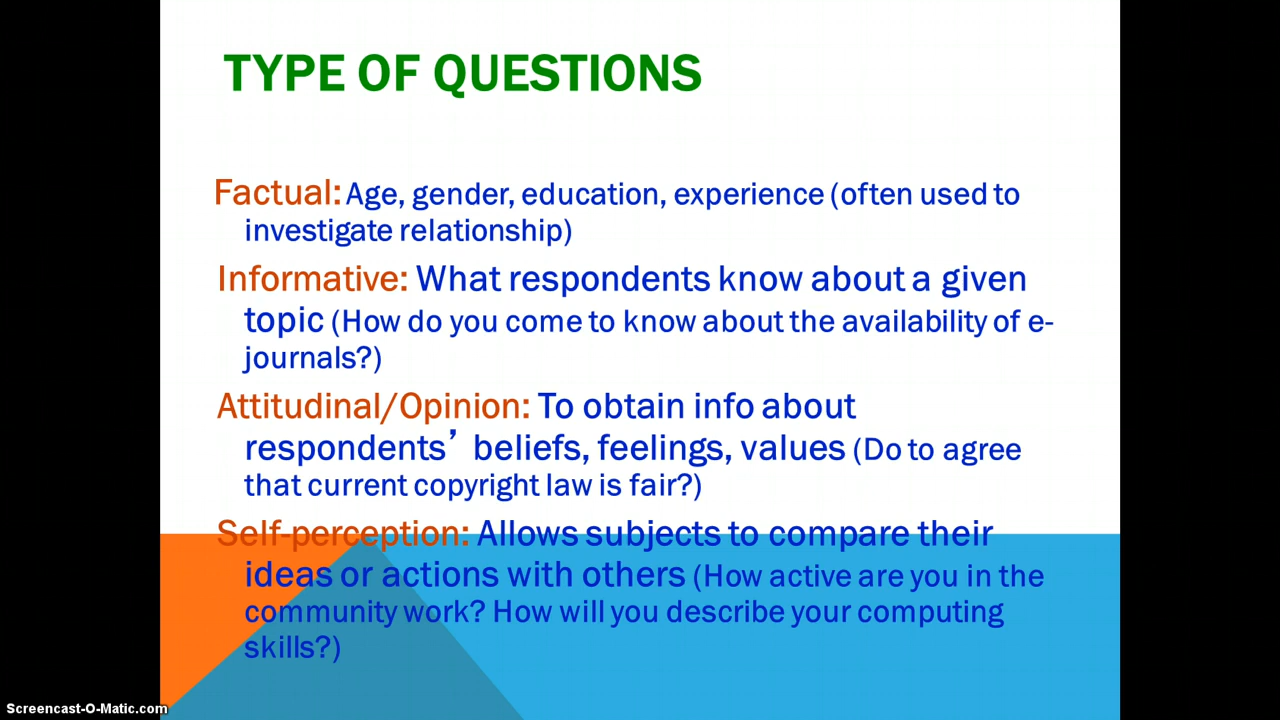 TYPE OF QUESTIONS
Factual: Age, gender, education, experience (often used to
investigate relationship)
Informative: What respondents know about a given
topic (How do you come to know about the availability of e-
journals?)
Attitudinal/Opinion: To obtain info about
respondents’ beliefs, feelings, values (Do to agree
that current copyright law is fair?)
Self-perception: Allows subjects to compare their
ideas or actions with others (How active are you in the
community work? How will you describe your computing
skills?)
Screencast-O-Matic.com